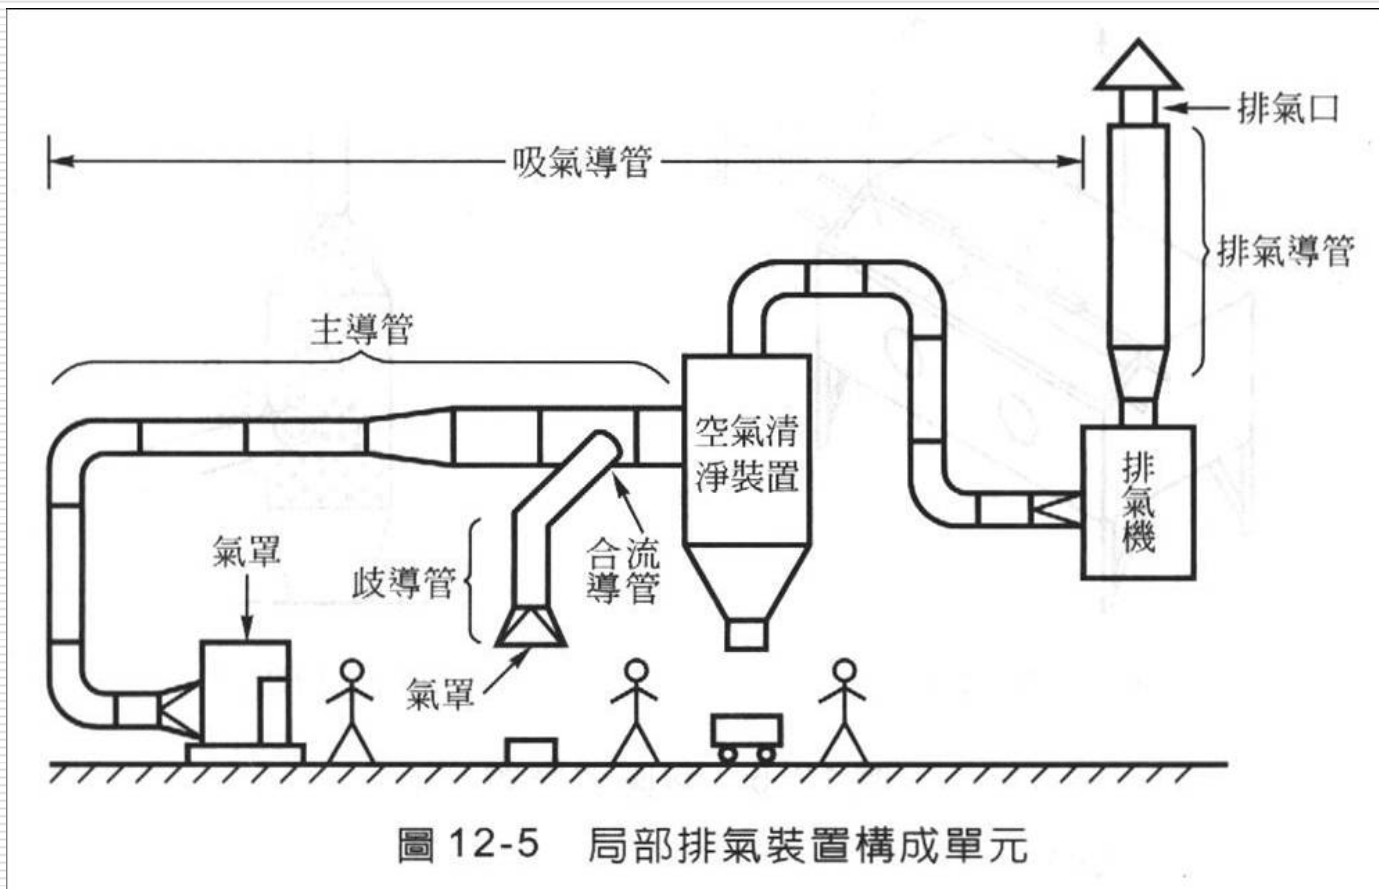 排氣口
吸氣導管
排氣導管
主導管
空氣清
淨裝置
排
氣
機
氣罩
合流
導管
歧導管
氣罩
圖 12-5 局部排氣裝置構成單元